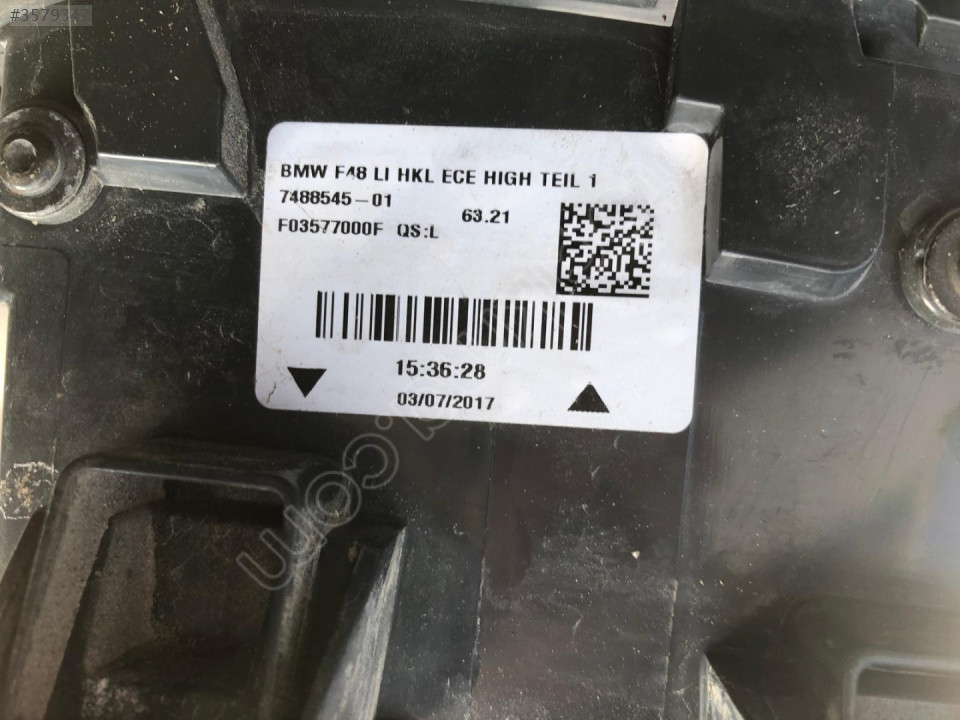 BMW F48 LI HKL ECE HIGH TEIL 1
7488545-01
63.21
F03577000F QS:L
15:36:28
03/07/2017
.com